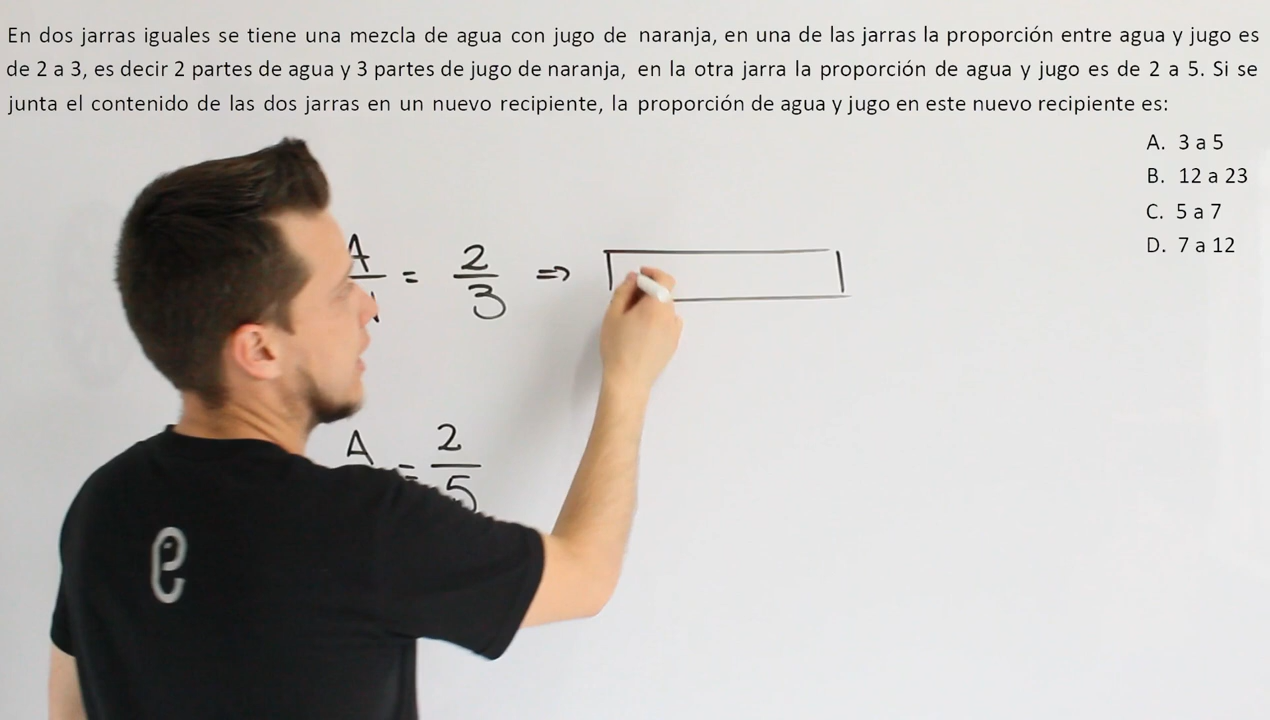 En dos jarras iguales se tiene una mezcla de agua con jugo de naranja, en una de las jarras la proporción entre agua y jugo es
de 2 a 3, es decir 2 partes de agua y 3 partes de jugo de naranja, en la otra jarra la proporción de agua y jugo es de 2 a 5. Si se
junta el contenido de las dos jarras en un nuevo recipiente, la proporción de agua y jugo en este nuevo recipiente es:
A. 3 a 5
B. 12 a 23
C. 5 a 7
D. 7 a 12
A/ = 2/3 ⇒
A = 2/5
e